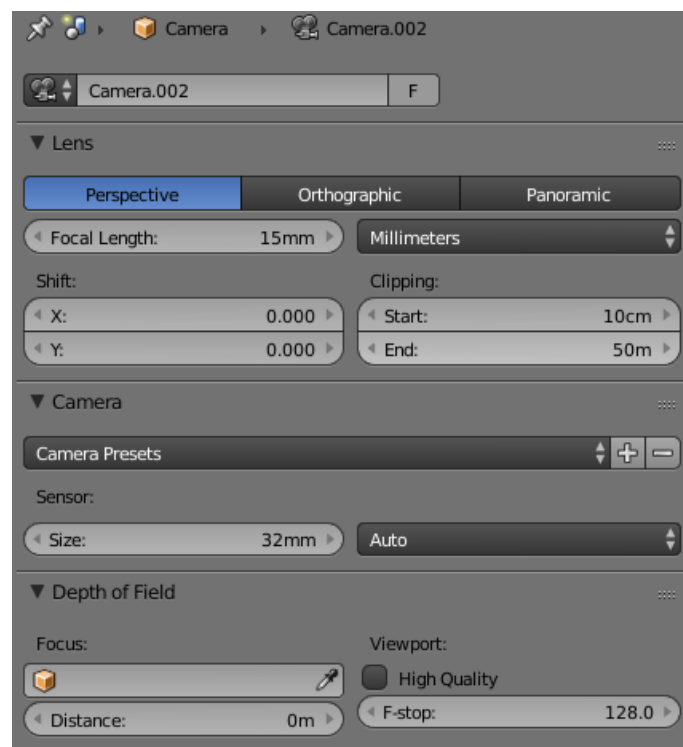 Camera Camera.002
Camera.002 F
Lens
Perspective Orthographic Panoramic
Focal Length: 15mm Millimeters
Shift: Clipping:
X: 0.000 Start: 10cm
Y: 0.000 End: 50m
Camera
Camera Presets
Sensor:
Size: 32mm Auto
Depth of Field
Focus: Viewport:
High Quality
Distance: 0m F-stop: 128.0